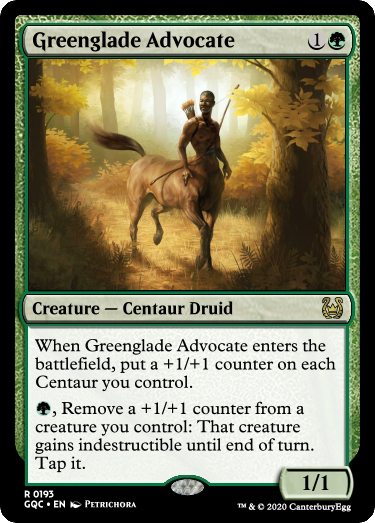 Greenglade Advocate 1
Creature — Centaur Druid
When Greenglade Advocate enters the
battlefield, put a +1/+1 counter on each
Centaur you control.
, Remove a +1/+1 counter from a
creature you control: That creature
gains indestructible until end of turn.
Tap it.
1/1
R 0193
GQC • EN Petrichora
™ & © 2020 CanterburyEgg